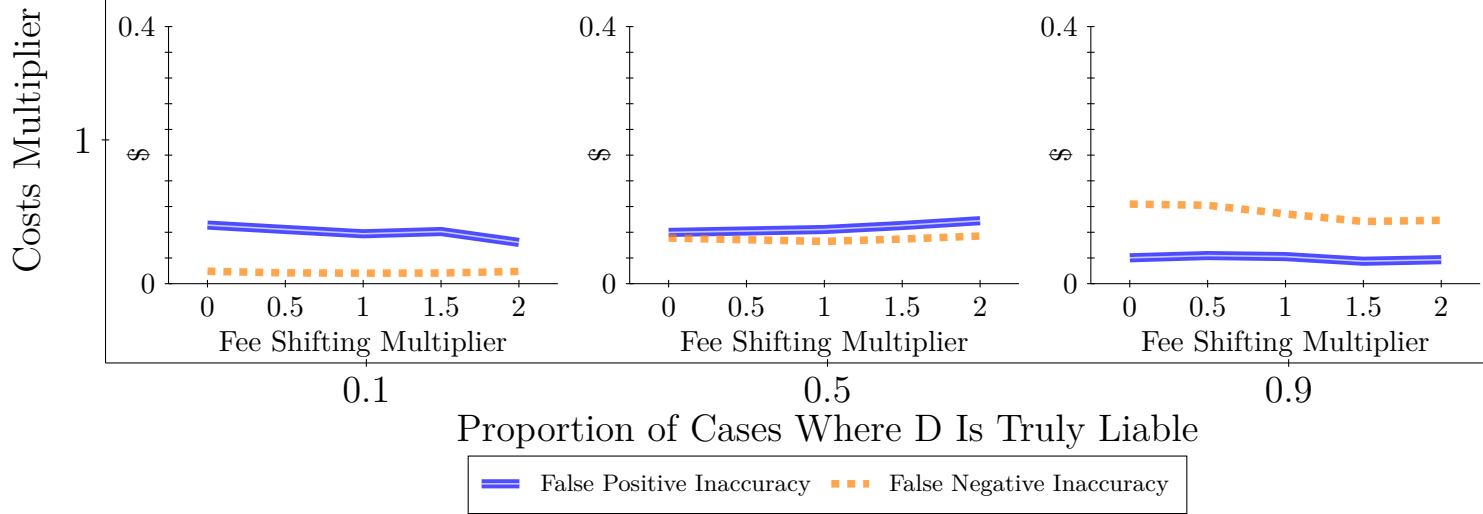 Costs Multiplier
1
0.4
$
0
0 0.5 1 1.5 2
Fee Shifting Multiplier
0.4
$
0
0 0.5 1 1.5 2
Fee Shifting Multiplier
0.4
$
0
0 0.5 1 1.5 2
Fee Shifting Multiplier
0.1 0.5 0.9
Proportion of Cases Where D Is Truly Liable
False Positive Inaccuracy False Negative Inaccuracy